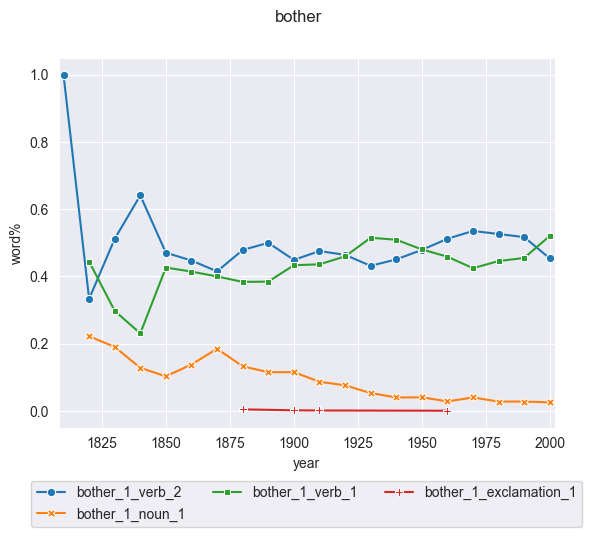 bother
1.0
0.8
0.6
0.4
0.2
0.0
word%
1825 1850 1875 1900 1925 1950 1975 2000
year
bother_1_verb_2 bother_1_verb_1 bother_1_exclamation_1
bother_1_noun_1